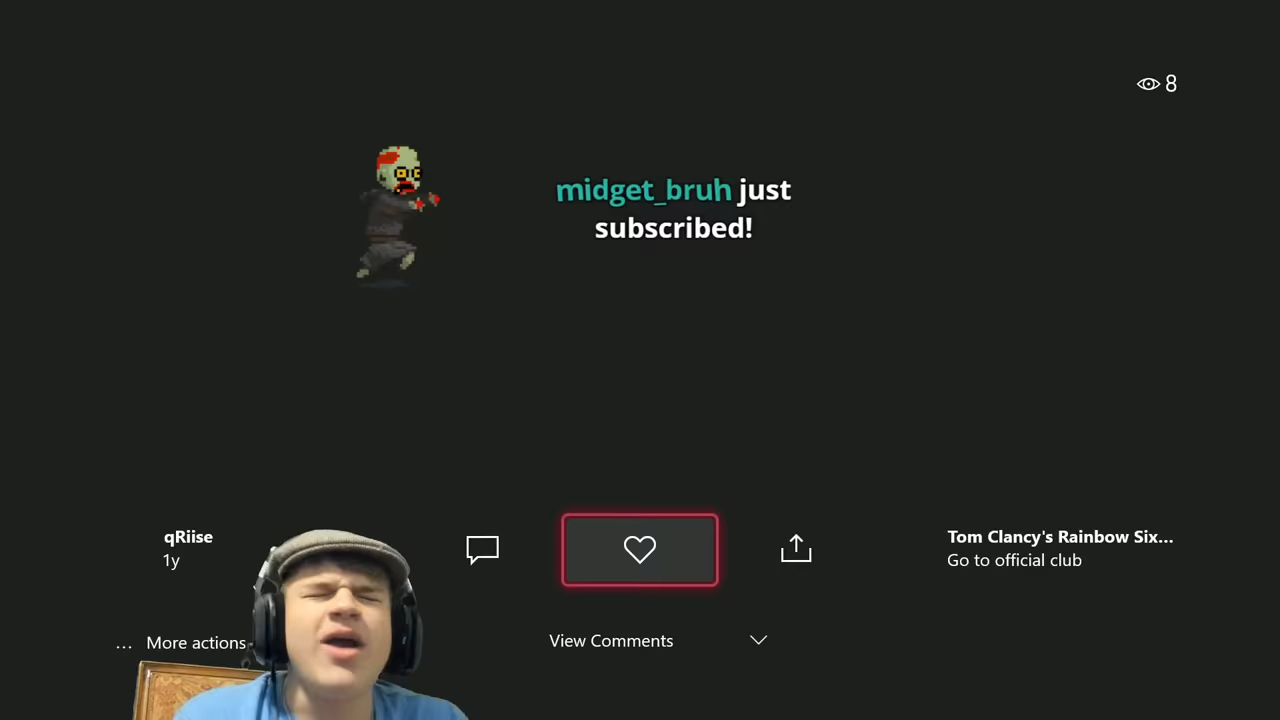 8
midget_bruh just
subscribed!
qRiise
1y
Tom Clancy's Rainbow Six...
Go to official club
... More actions
View Comments